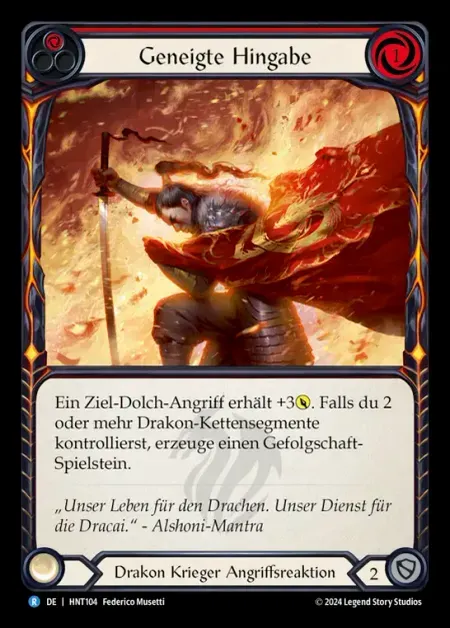 Geneigte Hingabe
1
Ein Ziel-Dolch-Angriff erhält +3. Falls du 2
oder mehr Drakon-Kettensegmente
kontrollierst, erzeuge einen Gefolgschaft-
Spielstein.
„Unser Leben für den Drachen. Unser Dienst für
die Dracai.“ - Alshoni-Mantra
Drakon Krieger Angriffsreaktion
2
R DE | HNT104 Federico Musetti
© 2024 Legend Story Studios